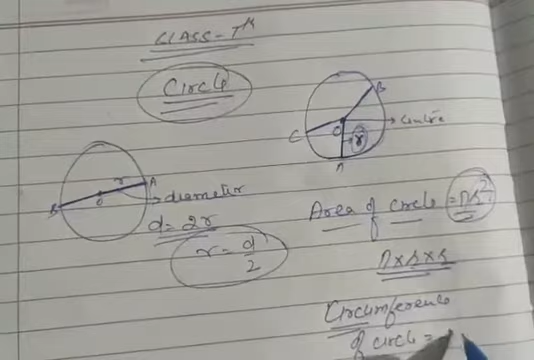 CLASS-7th
Circle
B
C
O
centre
r
A
r
A
B
O
diameter
d = 2r
r = d/2
Area of circle = πr²
π×r×r
Circumference
of circle =